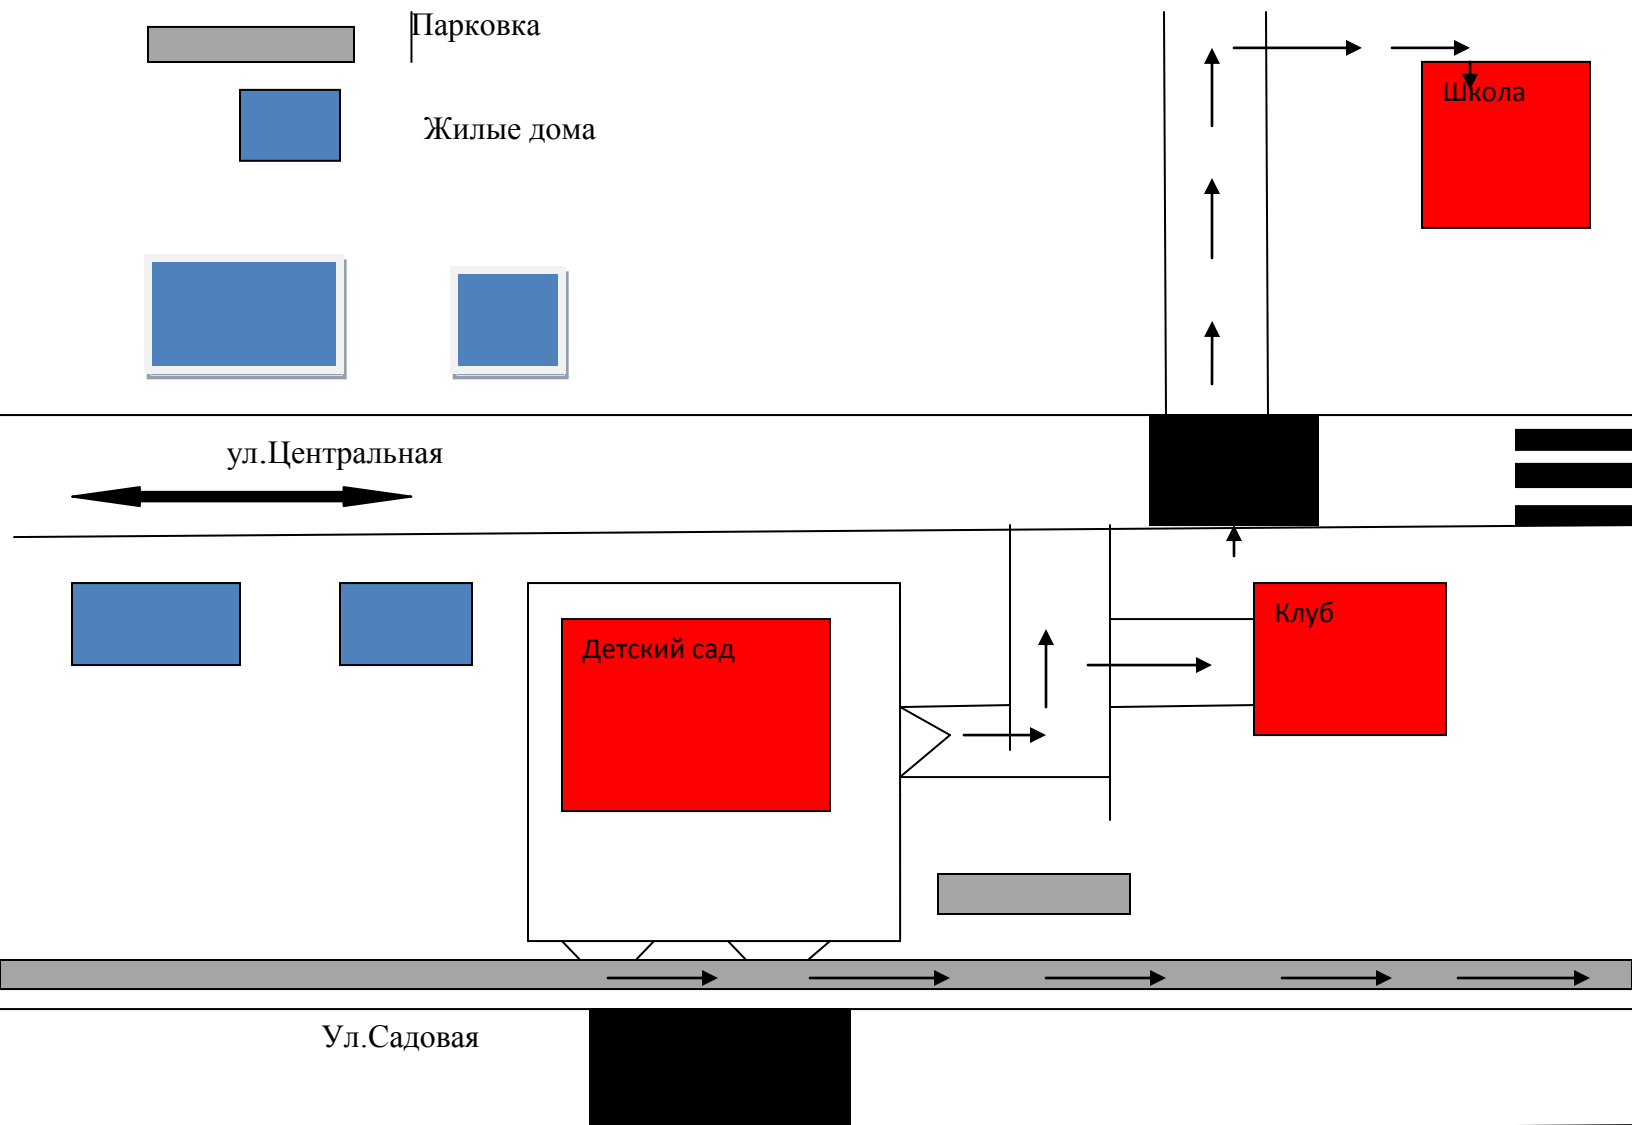 Парковка
Школа
Жилые дома
ул.Центральная
Клуб
Детский сад
Ул.Садовая